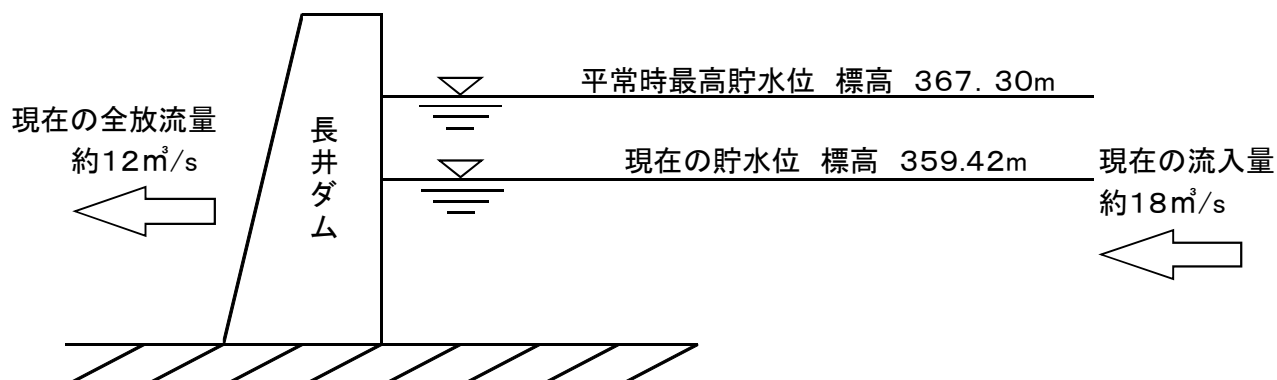 平常時最高貯水位 標高 367.30m
現在の全放流量
約12㎥/s
長井ダム
現在の貯水位 標高 359.42m
現在の流入量
約18㎥/s